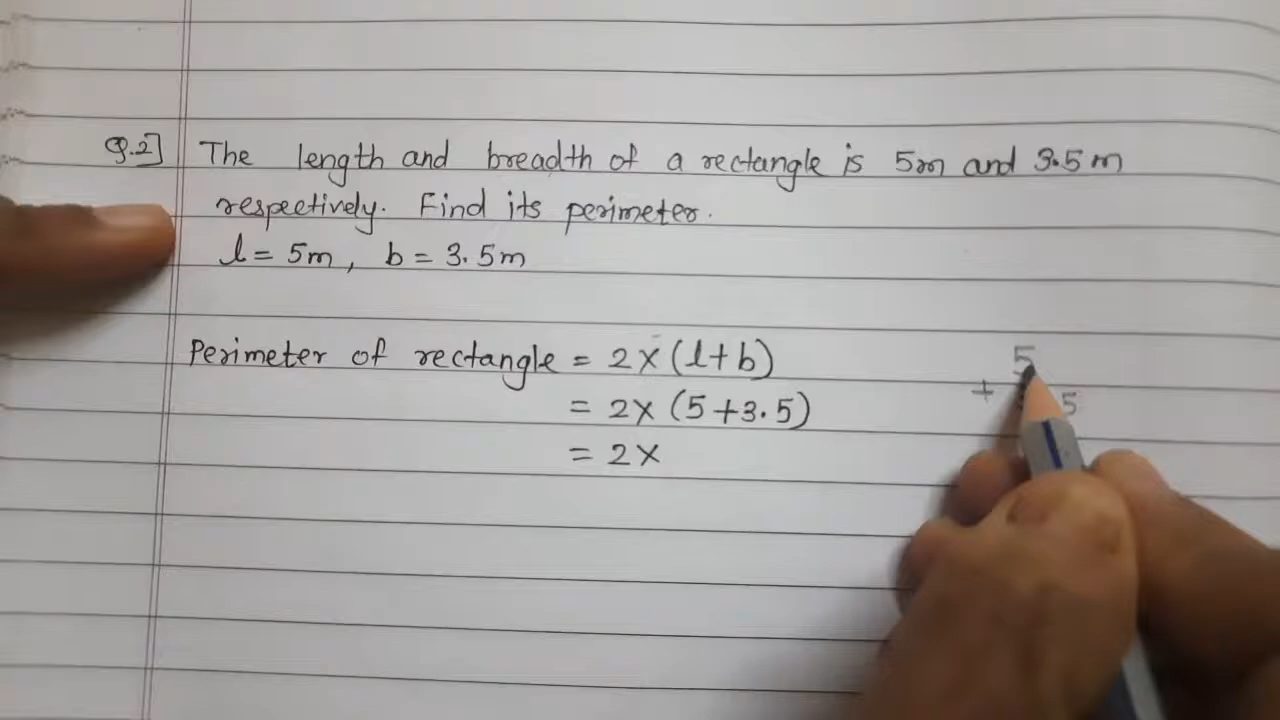 Q.2] The length and breadth of a rectangle is 5m and 3.5m
respectively. Find its perimeter.
l = 5m, b = 3.5m
Perimeter of rectangle = 2×(l+b)
= 2×(5+3.5)
= 2×
5
+ 5